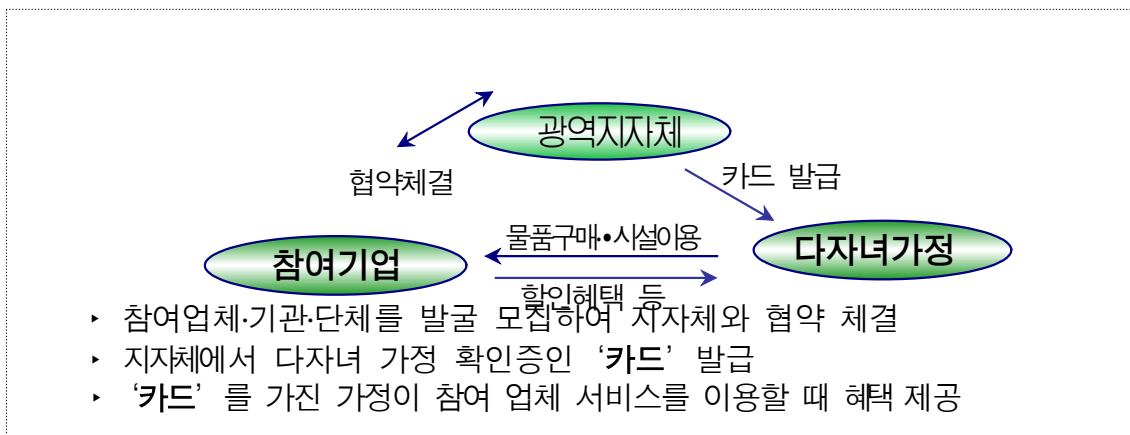 광역지자체
협약체결
카드 발급
물품구매·시설이용
참여기업
다자녀가정
할인혜택 등
‣ 참여업체·기관·단체를 발굴 모집하여 지자체와 협약 체결
‣ 지자체에서 다자녀 가정 확인증인 ‘카드’ 발급
‣ ‘카드’ 를 가진 가정이 참여 업체 서비스를 이용할 때 혜택 제공